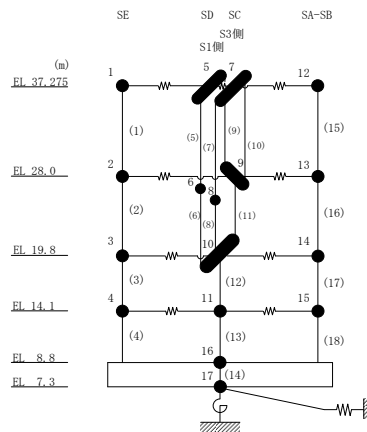 SE SD SC SA-SB
S1側 S3側
(m)
EL 37.275 1 5 7 12
(1) (5) (7) (9) (10) (15)
EL 28.0 2 9 13
6 8
(2) (6) (8) (11) (16)
EL 19.8 3 10 14
(3) (12) (17)
EL 14.1 4 11 15
(4) (13) (18)
EL 8.8 16
EL 7.3 17 (14)